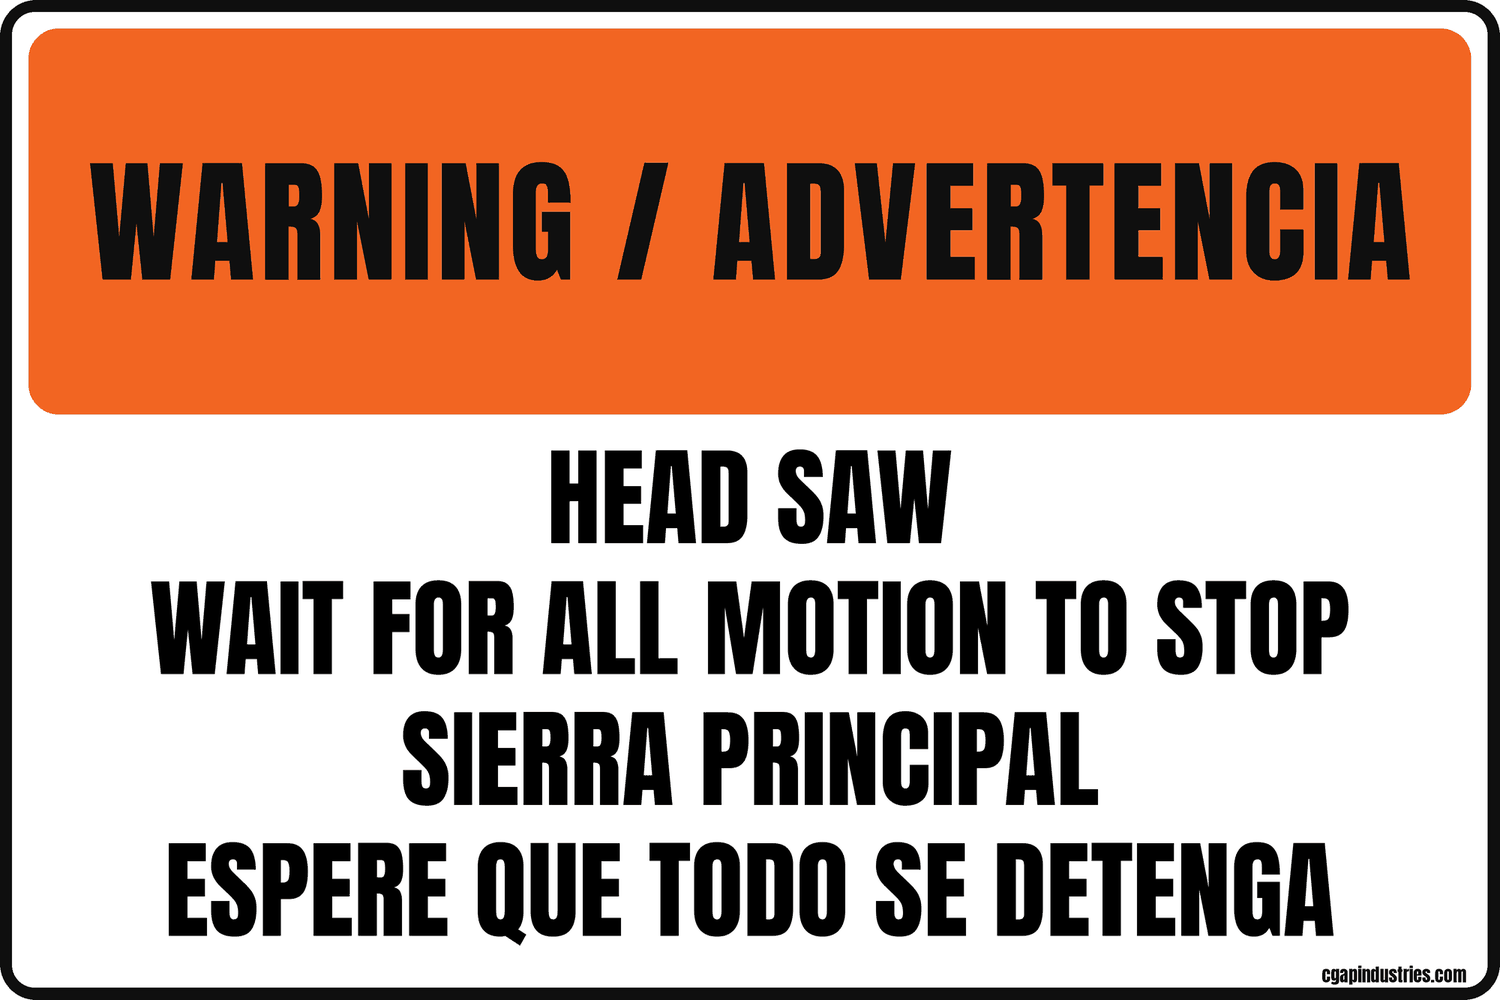 WARNING / ADVERTENCIA
HEAD SAW
WAIT FOR ALL MOTION TO STOP
SIERRA PRINCIPAL
ESPERE QUE TODO SE DETENGA
cgapindustries.com